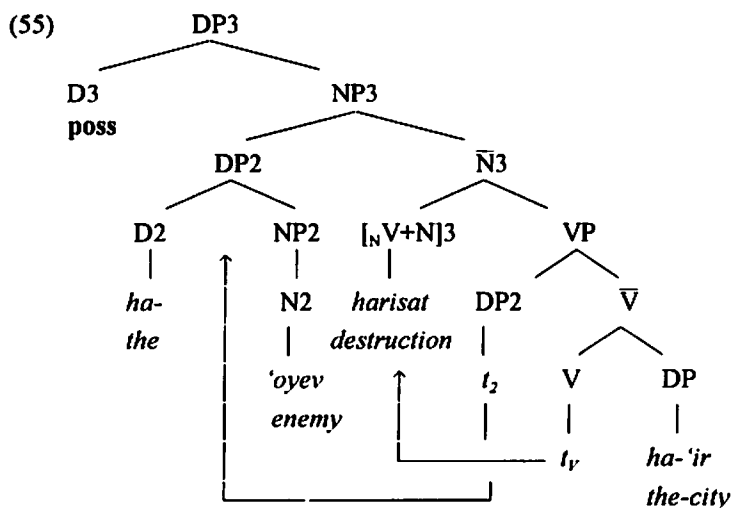 (55) DP3
D3 NP3
poss
DP2 N̅3
D2 NP2 [NV+N]3 VP
ha- N2 harisat DP2 V̅
the destruction
'oyev t2 V DP
enemy
tV ha-'ir
the-city